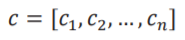 c = [c₁, c₂, ..., cₙ]